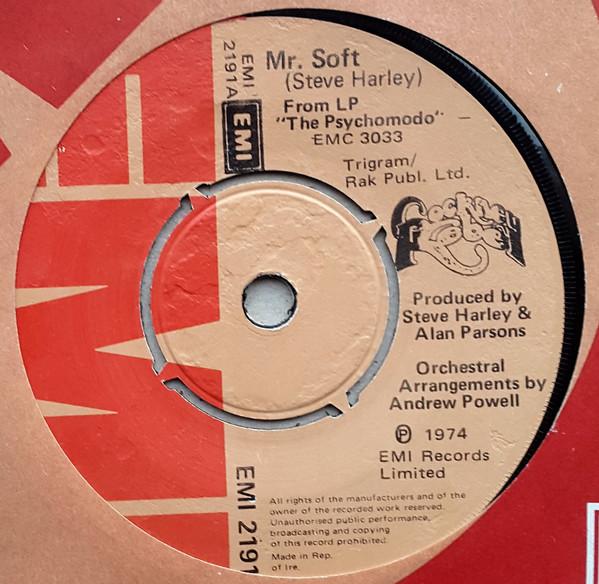 Mr. Soft
(Steve Harley)
From LP
"The Psychomodo" –
EMC 3033
EMI
2191A
EMI
Trigram/
Rak Publ. Ltd.
Cockney
Rebel
Produced by
Steve Harley &
Alan Parsons
Orchestral
Arrangements by
Andrew Powell
Ⓟ 1974
EMI Records
Limited
EMI 2191
All rights of the manufacturers and of the
owner of the recorded work reserved.
Unauthorised public performance,
broadcasting and copying
of this record prohibited.
Made in Rep.
of Ire.
EMI